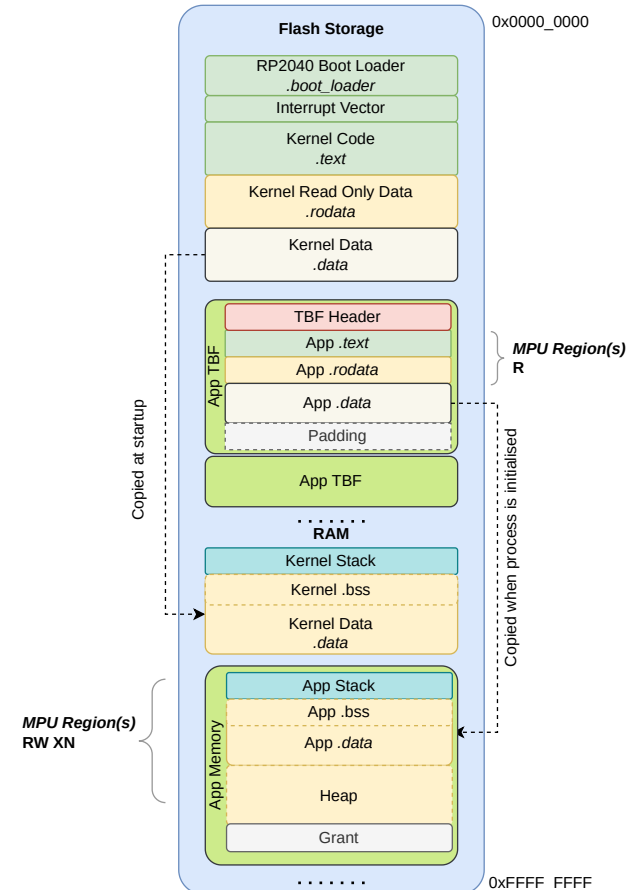 Flash Storage
0x0000_0000
RP2040 Boot Loader
.boot_loader
Interrupt Vector
Kernel Code
.text
Kernel Read Only Data
.rodata
Kernel Data
.data
App TBF
TBF Header
App .text
App .rodata
App .data
Padding
MPU Region(s)
R
Copied at startup
Copied when process is initialised
App TBF
.......
RAM
Kernel Stack
Kernel .bss
Kernel Data
.data
MPU Region(s)
RW XN
App Memory
App Stack
App .bss
App .data
Heap
Grant
.......
0xFFFF_FFFF